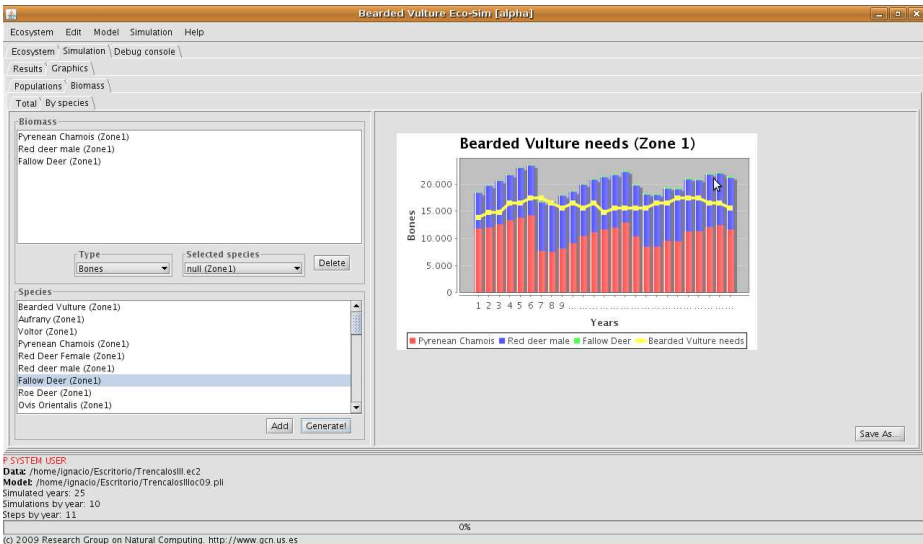 Bearded Vulture Eco-Sim [alpha]
Ecosystem Edit Model Simulation Help
Ecosystem Simulation Debug console
Results Graphics
Populations Biomass
Total By species
Biomass
Pyrenean Chamois (Zone1)
Red deer male (Zone1)
Fallow Deer (Zone1)
Type
Bones
Selected species
null (Zone1)
Delete
Species
Bearded Vulture (Zone1)
Aufrany (Zone1)
Voltor (Zone1)
Pyrenean Chamois (Zone1)
Red Deer Female (Zone1)
Red deer male (Zone1)
Fallow Deer (Zone1)
Roe Deer (Zone1)
Ovis Orientalis (Zone1)
Add Generate!
Bearded Vulture needs (Zone 1)
Bones
20.000
15.000
10.000
5.000
0
1 2 3 4 5 6 7 8 9 ... ... ... ... ... ... ... ... ... ... ... ... ... ... ... ...
Years
Pyrenean Chamois Red deer male Fallow Deer Bearded Vulture needs
Save As...
P SYSTEM USER
Data: /home/ignacio/Escritorio/TrencalosIII.ec2
Model: /home/ignacio/Escritorio/TrencalosIIIoc09.pli
Simulated years: 25
Simulations by year: 10
Steps by year: 11
0%
(c) 2009 Research Group on Natural Computing. http://www.gcn.us.es